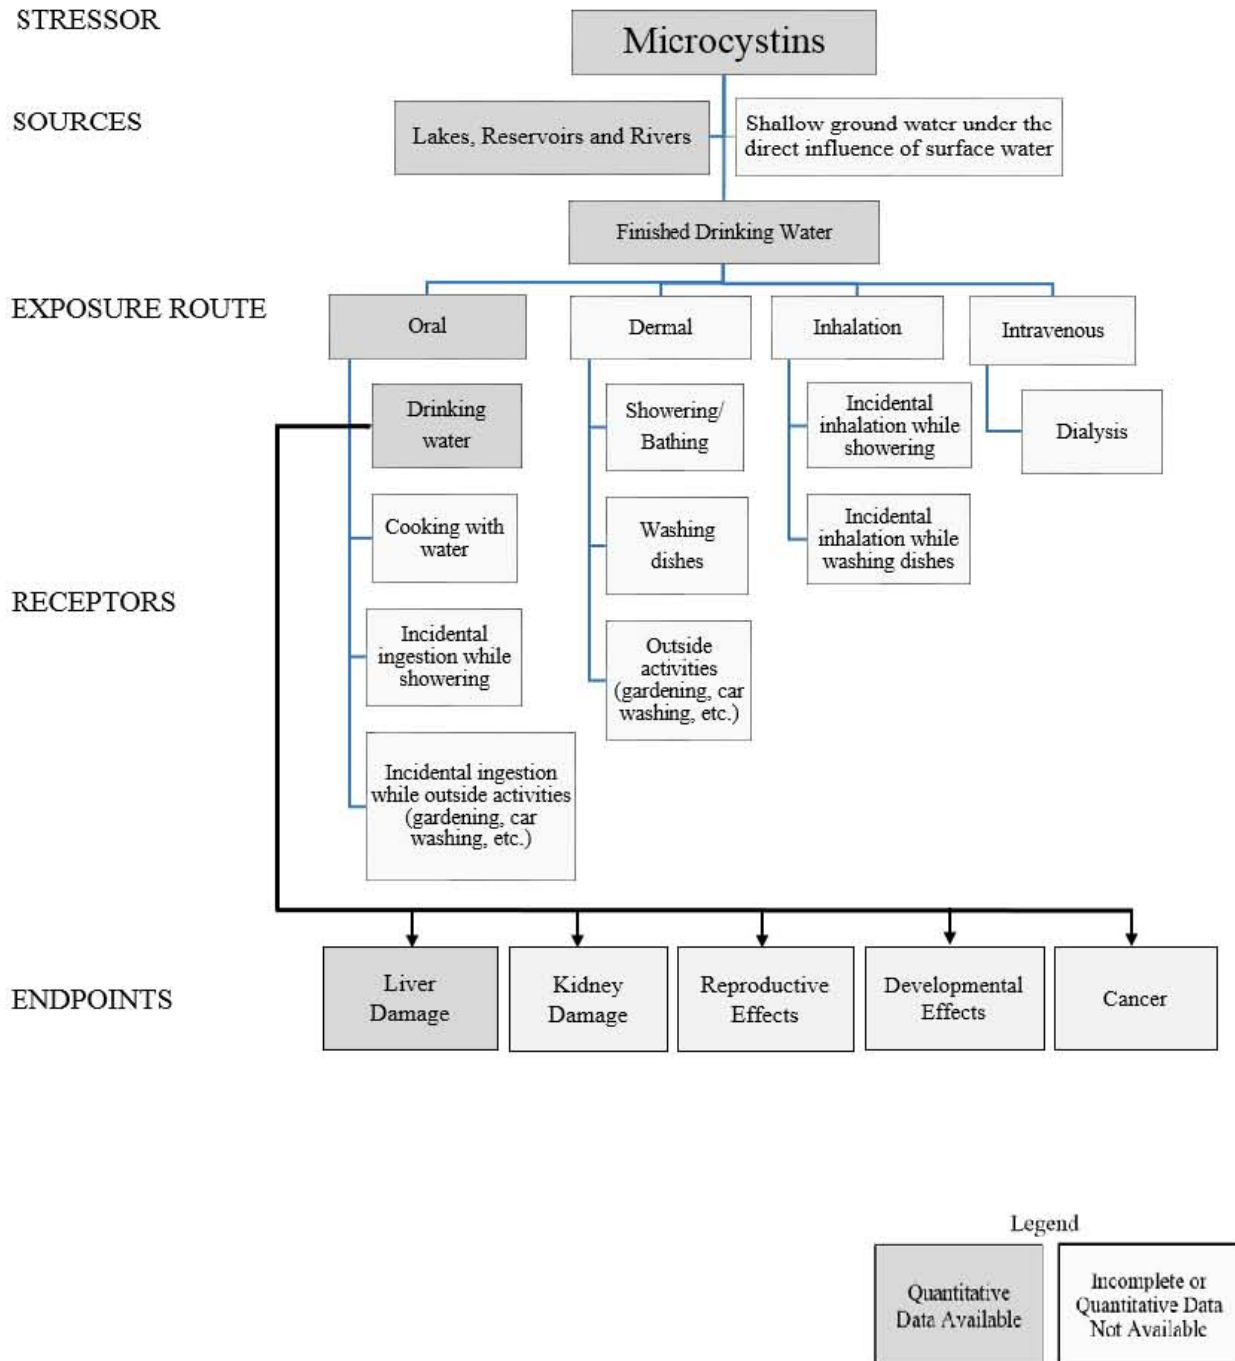 STRESSOR
Microcystins
SOURCES
Lakes, Reservoirs and Rivers
Shallow ground water under the
direct influence of surface water
Finished Drinking Water
EXPOSURE ROUTE
Oral
Dermal
Inhalation
Intravenous
Drinking
water
Showering/
Bathing
Incidental
inhalation while
showering
Dialysis
Cooking with
water
Washing
dishes
Incidental
inhalation while
washing dishes
RECEPTORS
Incidental
ingestion while
showering
Outside
activities
(gardening, car
washing, etc.)
Incidental ingestion
while outside activities
(gardening, car
washing, etc.)
ENDPOINTS
Liver
Damage
Kidney
Damage
Reproductive
Effects
Developmental
Effects
Cancer
Legend
Quantitative
Data Available
Incomplete or
Quantitative Data
Not Available